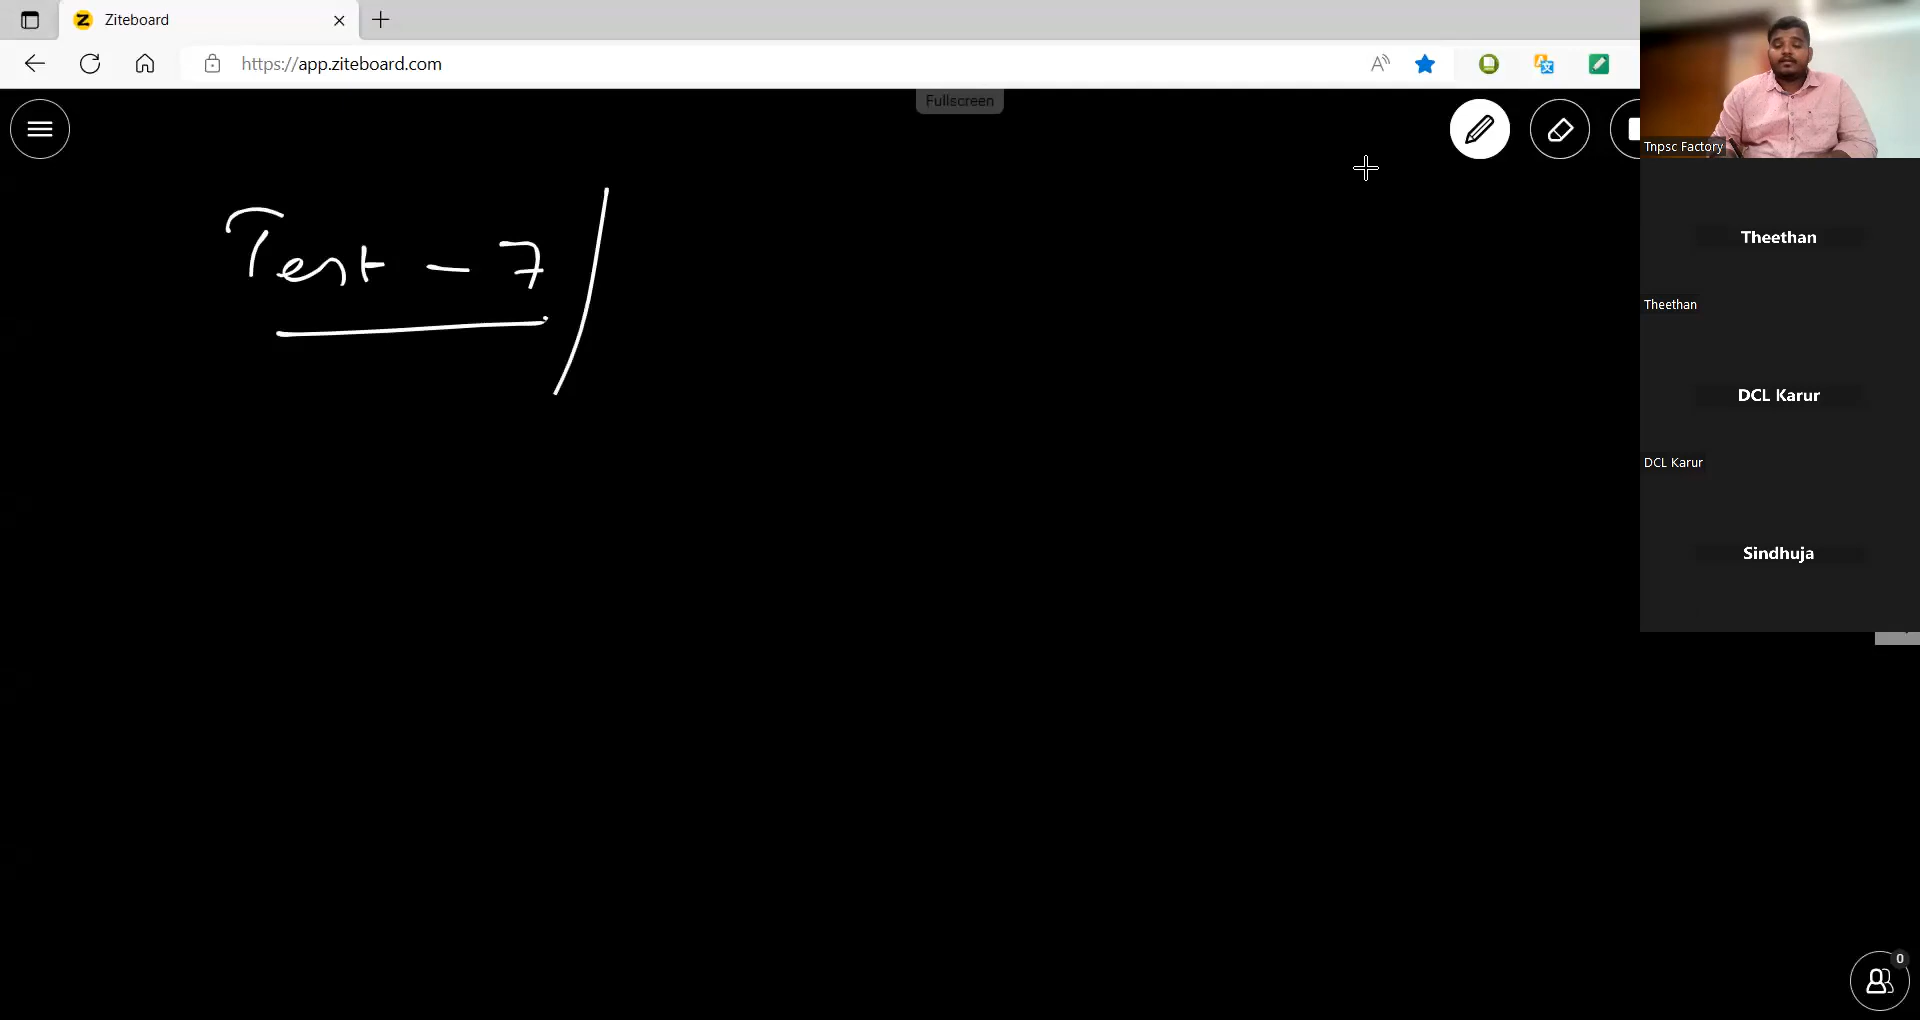 Ziteboard
https://app.ziteboard.com
Fullscreen
Tnpsc Factory
Test - 7
Theethan
Theethan
DCL Karur
DCL Karur
Sindhuja
0